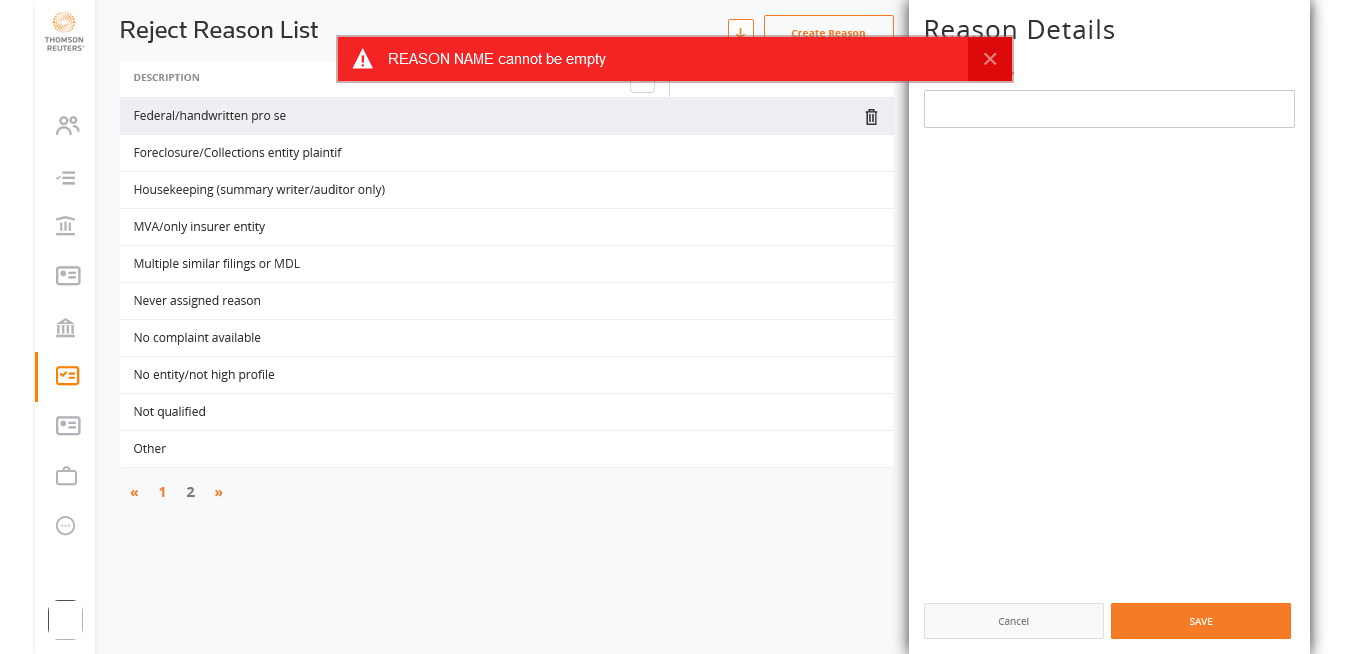 THOMSON
REUTERS
Reject Reason List
Create Reason
Reason Details
REASON NAME cannot be empty
DESCRIPTION
Federal/handwritten pro se
Foreclosure/Collections entity plaintif
Housekeeping (summary writer/auditor only)
MVA/only insurer entity
Multiple similar filings or MDL
Never assigned reason
No complaint available
No entity/not high profile
Not qualified
Other
« 1 2 »
Cancel
SAVE